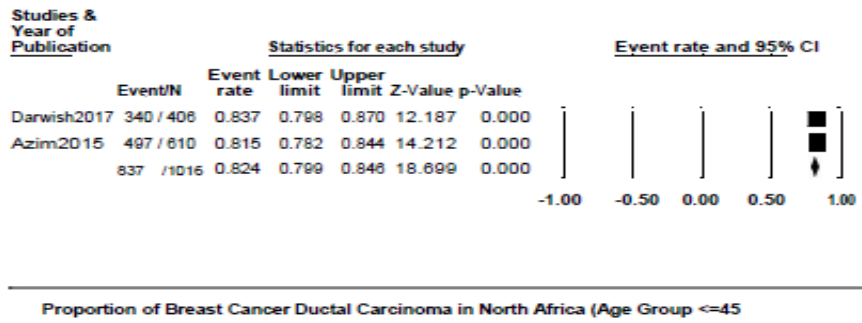 Studies &
Year of
Publication Statistics for each study Event rate and 95% CI
Event Lower Upper
Event/N rate limit limit Z-Value p-Value
Darwish2017 340 / 406 0.837 0.798 0.870 12.187 0.000
Azim2015 497 / 610 0.815 0.782 0.844 14.212 0.000
837 /1016 0.824 0.799 0.846 18.699 0.000
-1.00 -0.50 0.00 0.50 1.00
Proportion of Breast Cancer Ductal Carcinoma in North Africa (Age Group <=45